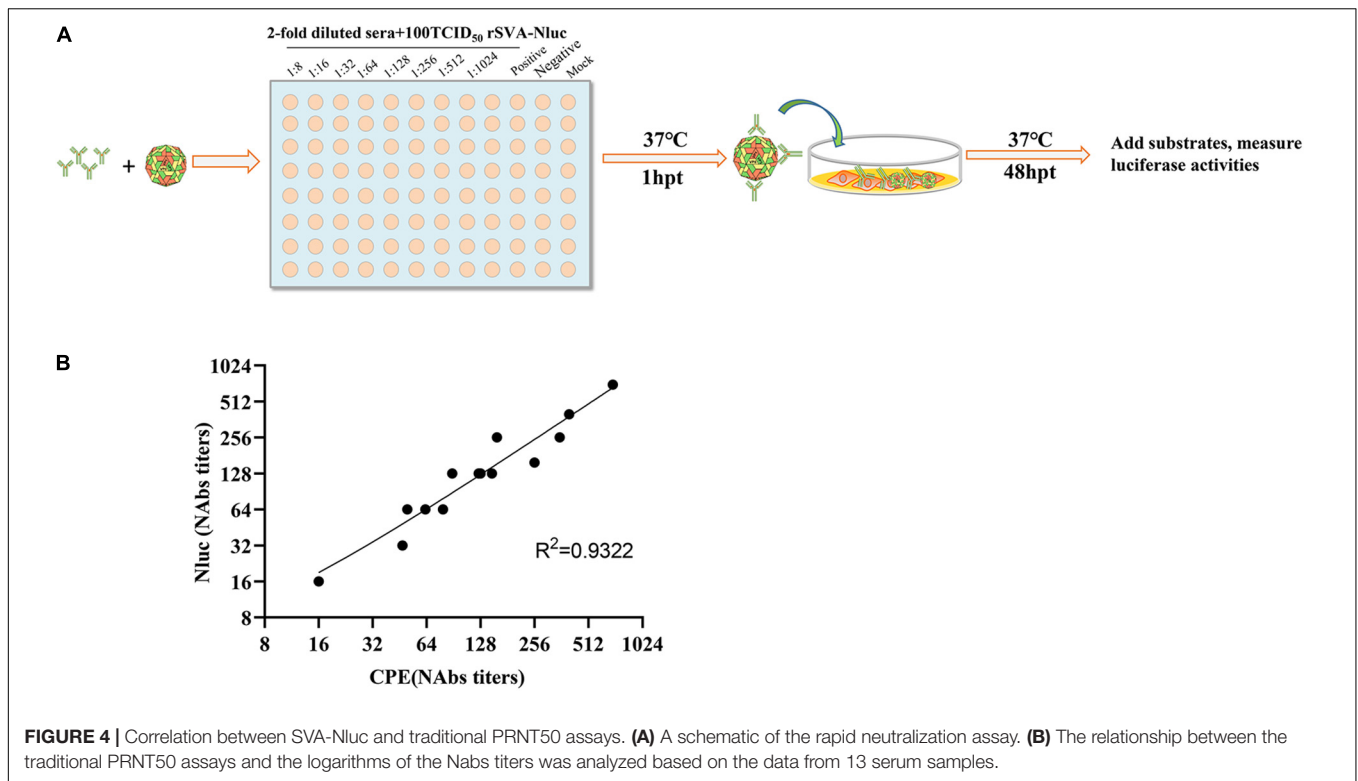 A
2-fold diluted sera+100TCID50 rSVA-Nluc
1:8 1:16 1:32 1:64 1:128 1:256 1:512 1:1024 Positive Negative Mock
+
37℃
1hpt
37℃
48hpt
Add substrates, measure
luciferase activities
B
Nluc (NAbs titers)
1024
512
256
128
64
32
16
8
R²=0.9322
8 16 32 64 128 256 512 1024
CPE(NAbs titers)
FIGURE 4 | Correlation between SVA-Nluc and traditional PRNT50 assays. (A) A schematic of the rapid neutralization assay. (B) The relationship between the
traditional PRNT50 assays and the logarithms of the Nabs titers was analyzed based on the data from 13 serum samples.